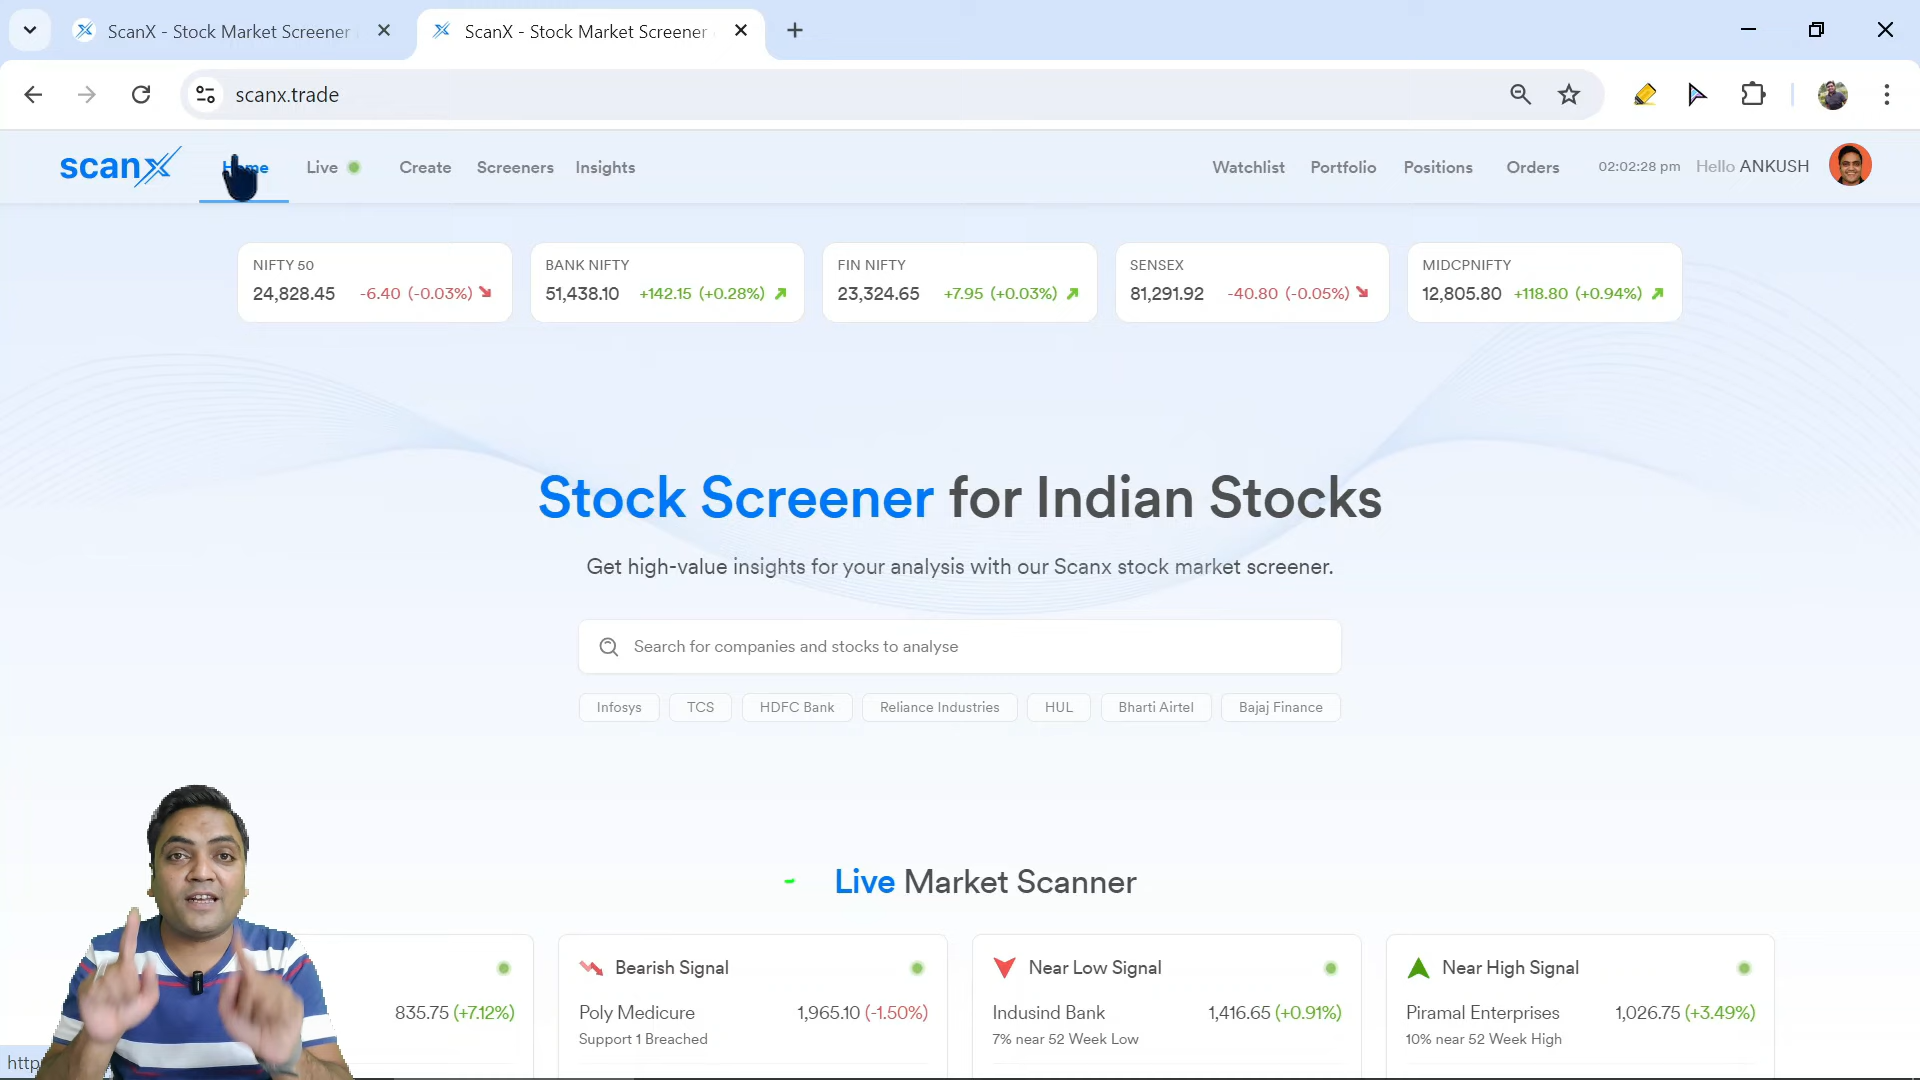 ScanX - Stock Market Screener
ScanX - Stock Market Screener
scanx.trade
scanx
Home
Live
Create
Screeners
Insights
Watchlist
Portfolio
Positions
Orders
02:02:28 pm
Hello ANKUSH
NIFTY 50
24,828.45 -6.40 (-0.03%)
BANK NIFTY
51,438.10 +142.15 (+0.28%)
FIN NIFTY
23,324.65 +7.95 (+0.03%)
SENSEX
81,291.92 -40.80 (-0.05%)
MIDCPNIFTY
12,805.80 +118.80 (+0.94%)
Stock Screener for Indian Stocks
Get high-value insights for your analysis with our Scanx stock market screener.
Search for companies and stocks to analyse
Infosys
TCS
HDFC Bank
Reliance Industries
HUL
Bharti Airtel
Bajaj Finance
Live Market Scanner
835.75 (+7.12%)
Bearish Signal
Poly Medicure 1,965.10 (-1.50%)
Support 1 Breached
Near Low Signal
Indusind Bank 1,416.65 (+0.91%)
7% near 52 Week Low
Near High Signal
Piramal Enterprises 1,026.75 (+3.49%)
10% near 52 Week High